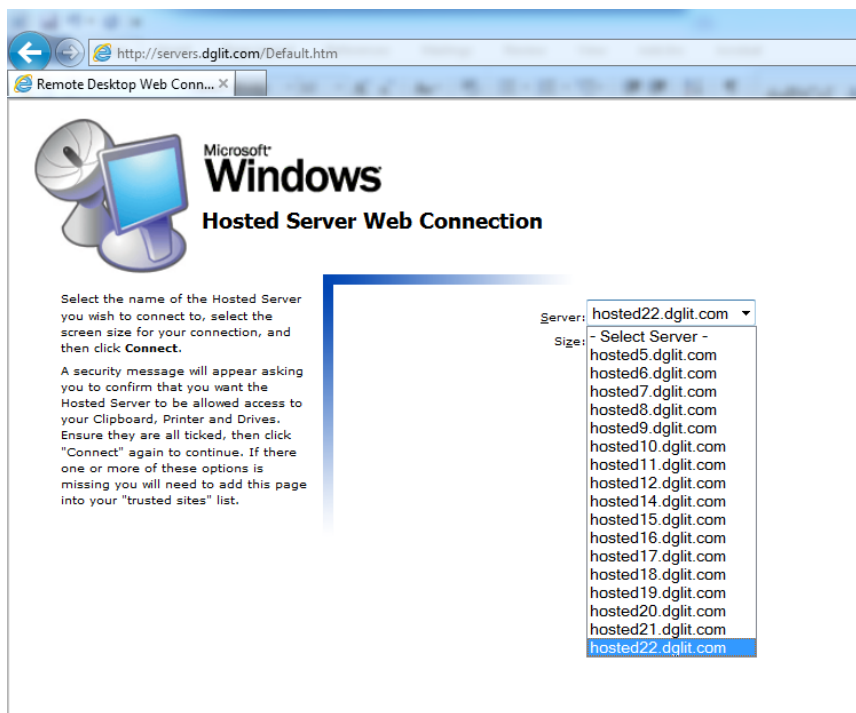 http://servers.dglit.com/Default.htm
Remote Desktop Web Conn...
Microsoft
Windows
Hosted Server Web Connection
Select the name of the Hosted Server
you wish to connect to, select the
screen size for your connection, and
then click Connect.
A security message will appear asking
you to confirm that you want the
Hosted Server to be allowed access to
your Clipboard, Printer and Drives.
Ensure they are all ticked, then click
"Connect" again to continue. If there
one or more of these options is
missing you will need to add this page
into your "trusted sites" list.
Server: hosted22.dglit.com
Size:
- Select Server -
hosted5.dglit.com
hosted6.dglit.com
hosted7.dglit.com
hosted8.dglit.com
hosted9.dglit.com
hosted10.dglit.com
hosted11.dglit.com
hosted12.dglit.com
hosted14.dglit.com
hosted15.dglit.com
hosted16.dglit.com
hosted17.dglit.com
hosted18.dglit.com
hosted19.dglit.com
hosted20.dglit.com
hosted21.dglit.com
hosted22.dglit.com